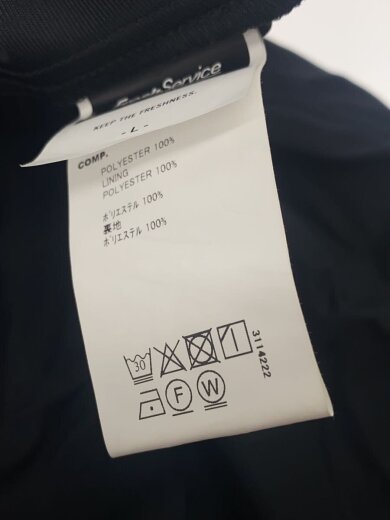 FreshService
KEEP THE FRESHNESS.
- L -
COMP.
POLYESTER 100%
LINING
POLYESTER 100%
ポリエステル 100%
裏地
ポリエステル 100%
30
F W
3114222